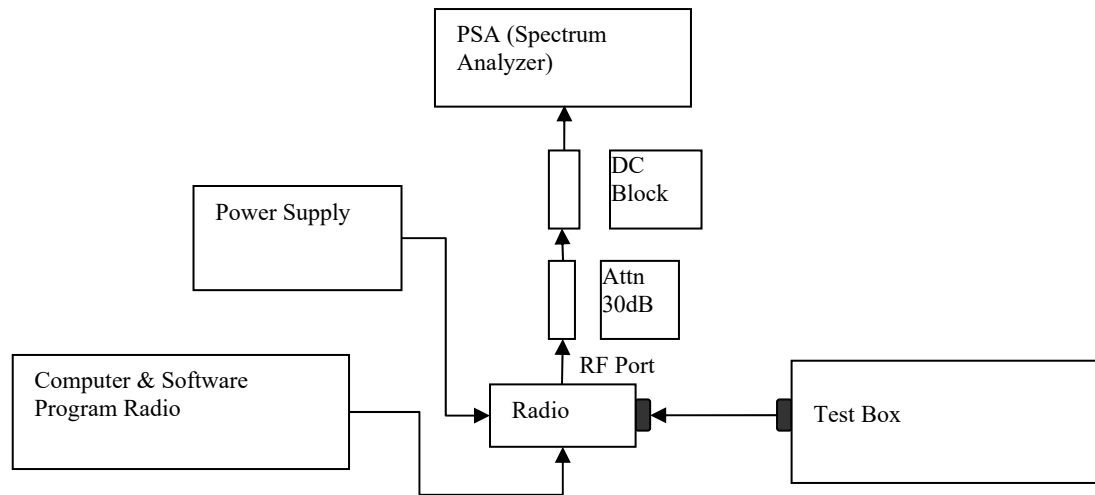 PSA (Spectrum
Analyzer)
DC
Block
Power Supply
Attn
30dB
RF Port
Computer & Software
Program Radio
Radio
Test Box